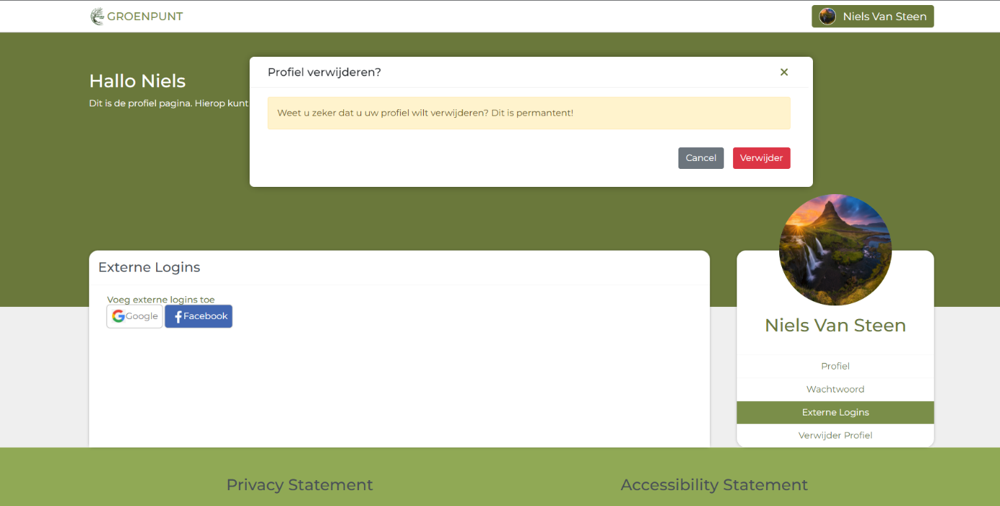 GROENPUNT
Niels Van Steen
Hallo Niels
Dit is de profiel pagina. Hierop kunt
Profiel verwijderen?
Weet u zeker dat u uw profiel wilt verwijderen? Dit is permanent!
Cancel
Verwijder
Externe Logins
Voeg externe logins toe
Google
Facebook
Niels Van Steen
Profiel
Wachtwoord
Externe Logins
Verwijder Profiel
Privacy Statement
Accessibility Statement